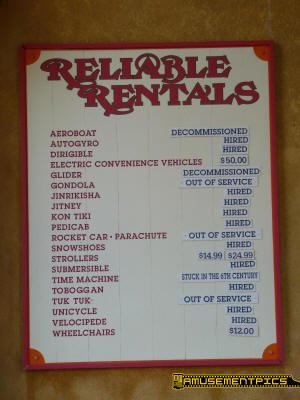 RELIABLE
RENTALS
AEROBOAT DECOMMISSIONED
AUTOGYRO HIRED
DIRIGIBLE HIRED
ELECTRIC CONVENIENCE VEHICLES $50.00
GLIDER DECOMMISSIONED
GONDOLA OUT OF SERVICE
JINRIKISHA HIRED
JITNEY HIRED
KON TIKI HIRED
PEDICAB HIRED
ROCKET CAR • PARACHUTE OUT OF SERVICE
SNOWSHOES HIRED
STROLLERS $14.99 $24.99
SUBMERSIBLE HIRED
TIME MACHINE STUCK IN THE 6TH CENTURY
TOBOGGAN HIRED
TUK TUK OUT OF SERVICE
UNICYCLE HIRED
VELOCIPEDE HIRED
WHEELCHAIRS $12.00
AMUSEMENTPICS.COM